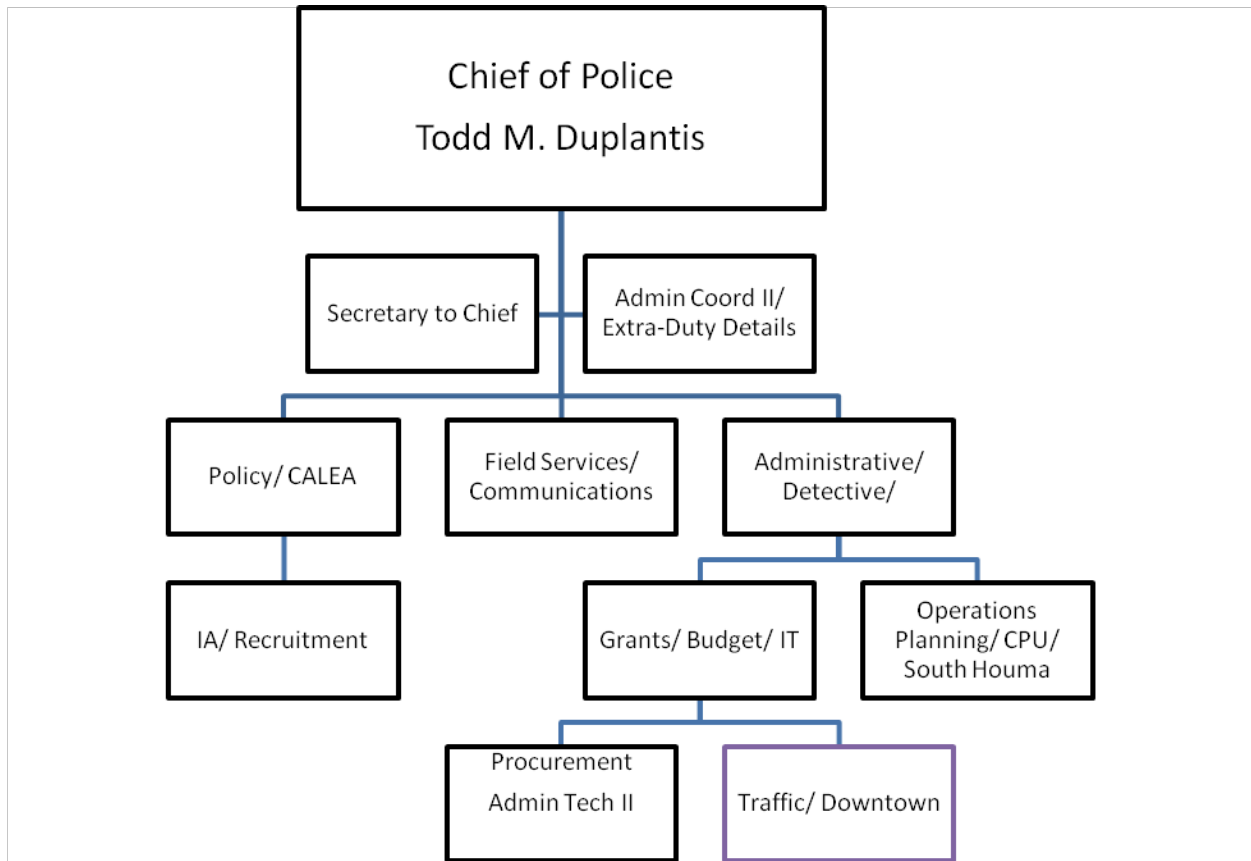 Chief of Police
Todd M. Duplantis
Secretary to Chief
Admin Coord II/
Extra-Duty Details
Policy/ CALEA
Field Services/
Communications
Administrative/
Detective/
IA/ Recruitment
Grants/ Budget/ IT
Operations
Planning/ CPU/
South Houma
Procurement
Admin Tech II
Traffic/ Downtown